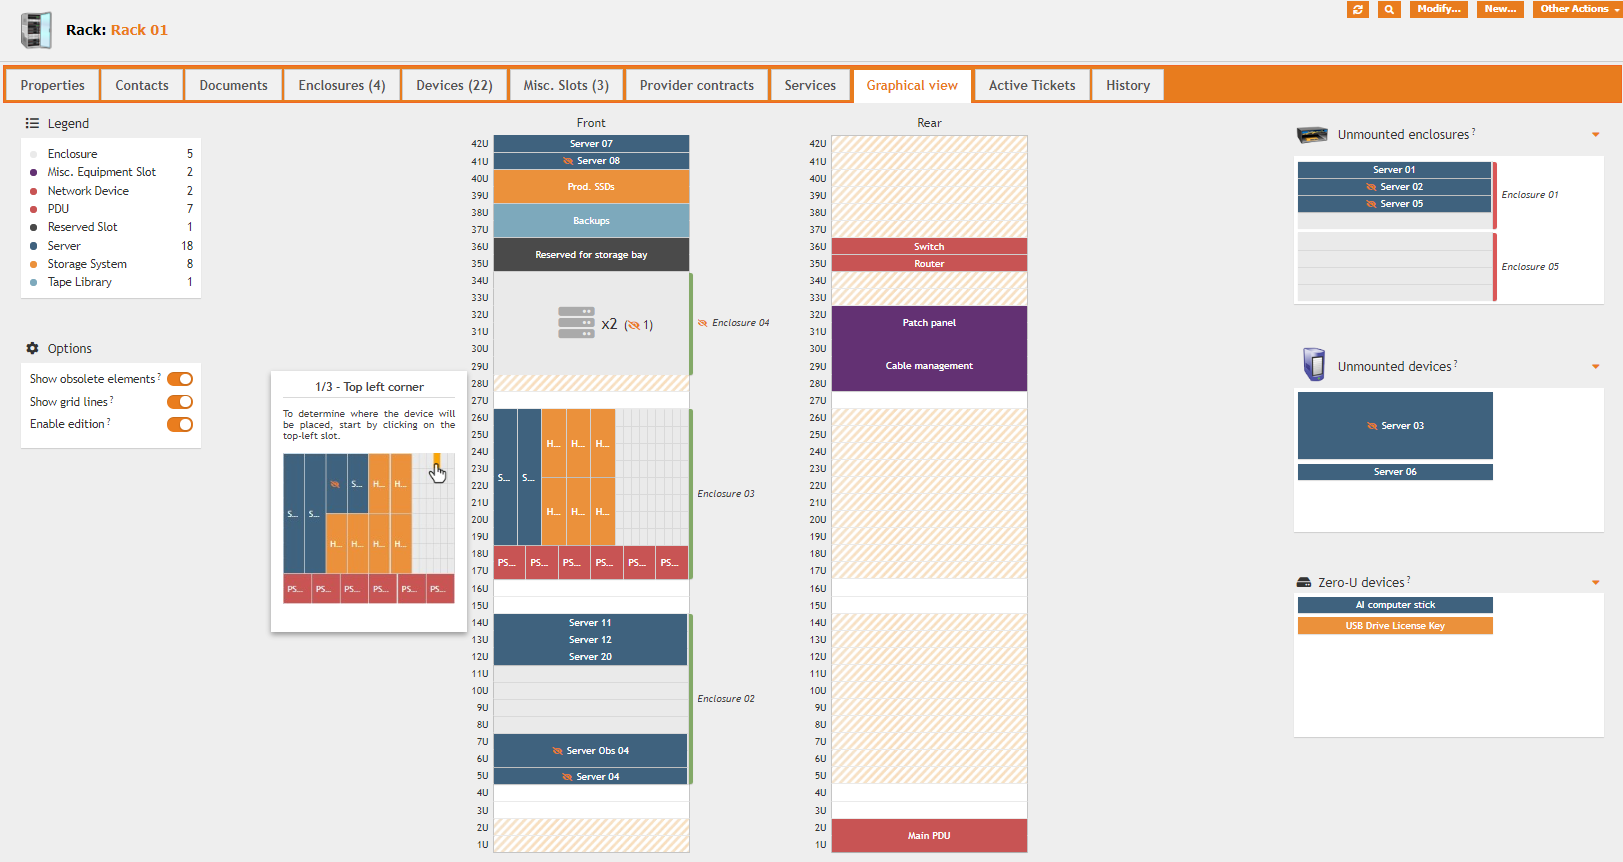 Rack: Rack 01
Modify...
New...
Other Actions
Properties
Contacts
Documents
Enclosures (4)
Devices (22)
Misc. Slots (3)
Provider contracts
Services
Graphical view
Active Tickets
History
Legend
Enclosure 5
Misc. Equipment Slot 2
Network Device 2
PDU 7
Reserved Slot 1
Server 18
Storage System 8
Tape Library 1
Options
Show obsolete elements ?
Show grid lines ?
Enable edition ?
1/3 - Top left corner
To determine where the device will
be placed, start by clicking on the
top-left slot.
S... H... H...
S... S...
H... H... H... H...
PS... PS... PS... PS... PS... PS...
Front
42U Server 07
41U Server 08
40U
Prod. SSDs
39U
38U
Backups
37U
36U
Reserved for storage bay
35U
34U
33U
32U
x2 (1) Enclosure 04
31U
30U
29U
28U
27U
26U
25U
H... H... H...
24U
23U
S... S...
22U
Enclosure 03
21U
H... H... H...
20U
19U
18U
PS... PS... PS... PS... PS... PS...
17U
16U
15U
14U Server 11
13U Server 12
12U Server 20
11U
10U
Enclosure 02
9U
8U
7U
Server Obs 04
6U
5U Server 04
4U
3U
2U
1U
Rear
42U
41U
40U
39U
38U
37U
36U Switch
35U Router
34U
33U
32U
Patch panel
31U
30U
29U Cable management
28U
27U
26U
25U
24U
23U
22U
21U
20U
19U
18U
17U
16U
15U
14U
13U
12U
11U
10U
9U
8U
7U
6U
5U
4U
3U
2U
Main PDU
1U
Unmounted enclosures ?
Server 01
Server 02
Enclosure 01
Server 05
Enclosure 05
Unmounted devices ?
Server 03
Server 06
Zero-U devices ?
AI computer stick
USB Drive License Key